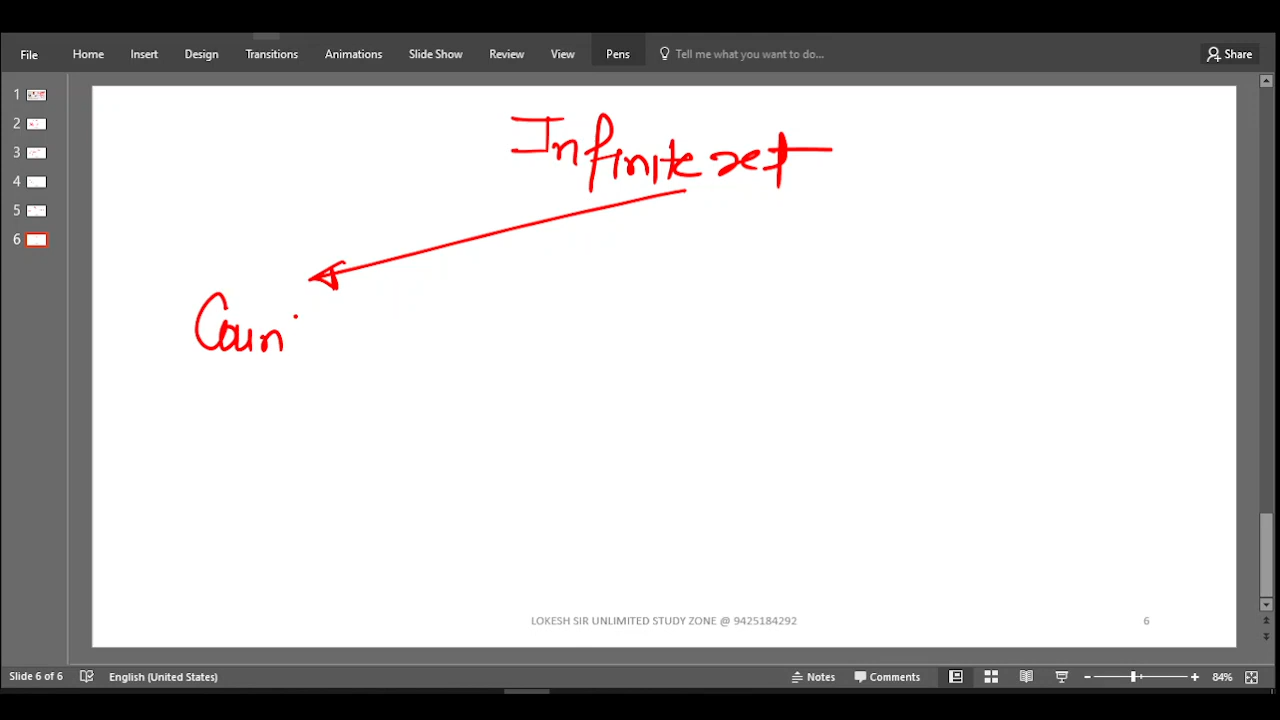 File Home Insert Design Transitions Animations Slide Show Review View Pens Tell me what you want to do... Share
1
2
3
4
5
6
Infinite set
Coun
LOKESH SIR UNLIMITED STUDY ZONE @ 9425184292 6
Slide 6 of 6 English (United States) Notes Comments 84%